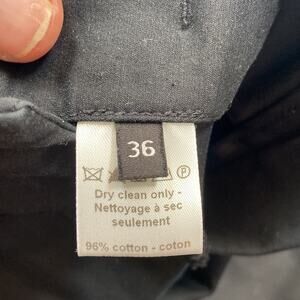 36
P
Dry clean only -
Nettoyage à sec
seulement
96% cotton - coton